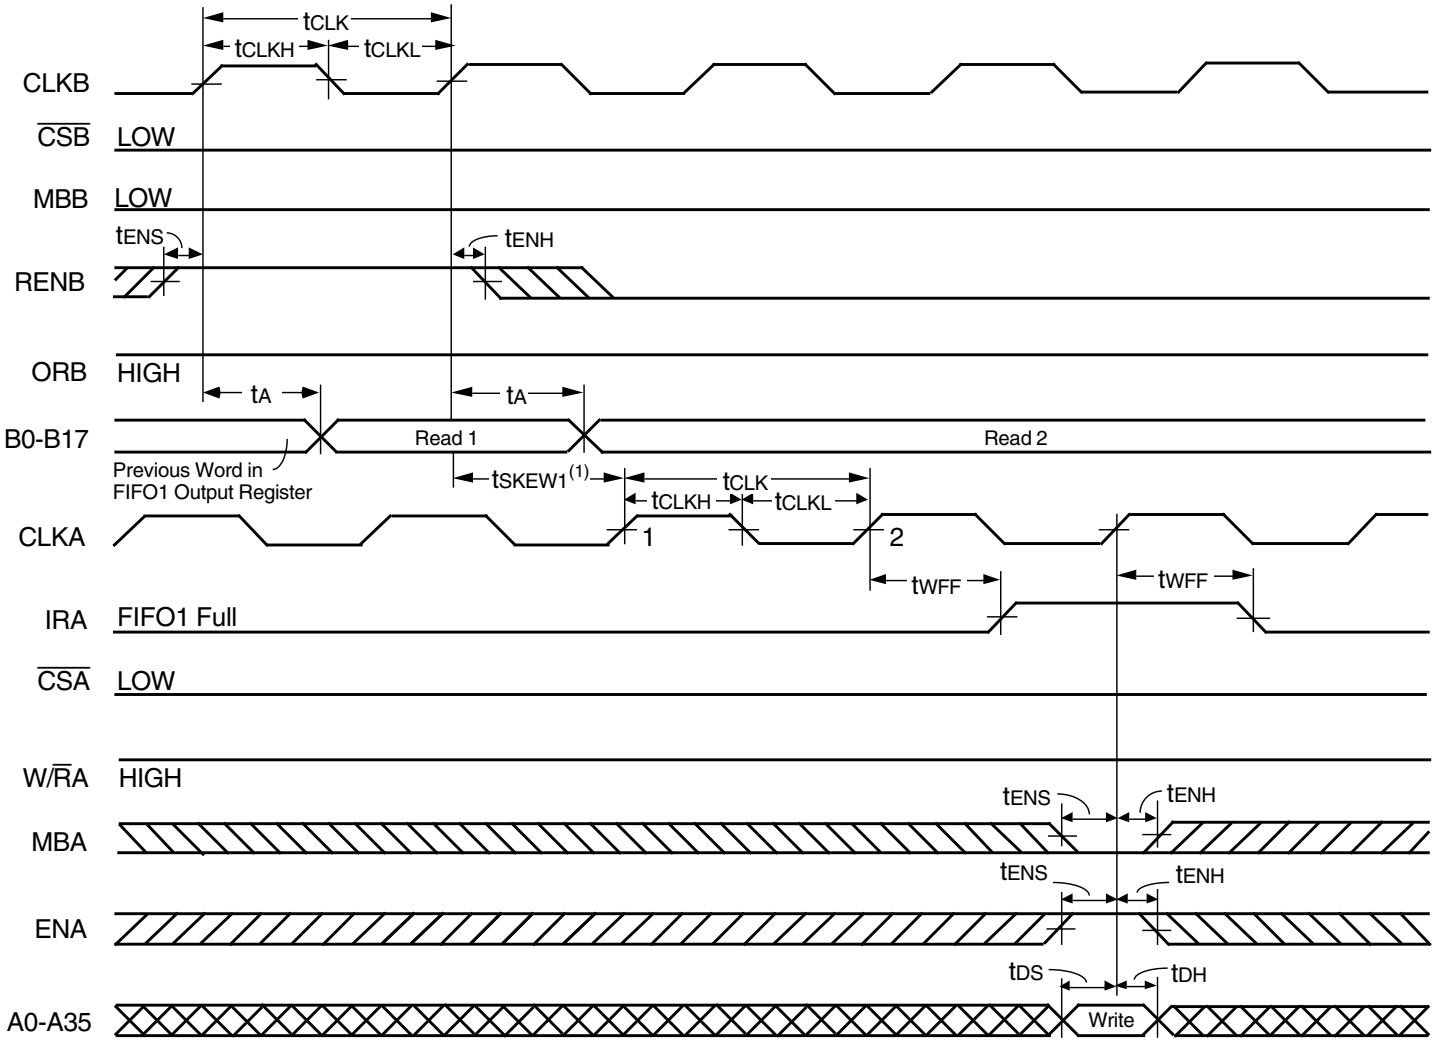 tCLK
tCLKH tCLKL
CLKB
CSB LOW
MBB LOW
tENS tENH
RENB
ORB HIGH
tA tA
B0-B17 Read 1 Read 2
Previous Word in
FIFO1 Output Register
tSKEW1(1) tCLK
tCLKH tCLKL
CLKA 1 2
tWFF tWFF
IRA FIFO1 Full
CSA LOW
W/RA HIGH
tENS tENH
MBA
tENS tENH
ENA
tDS tDH
A0-A35 Write